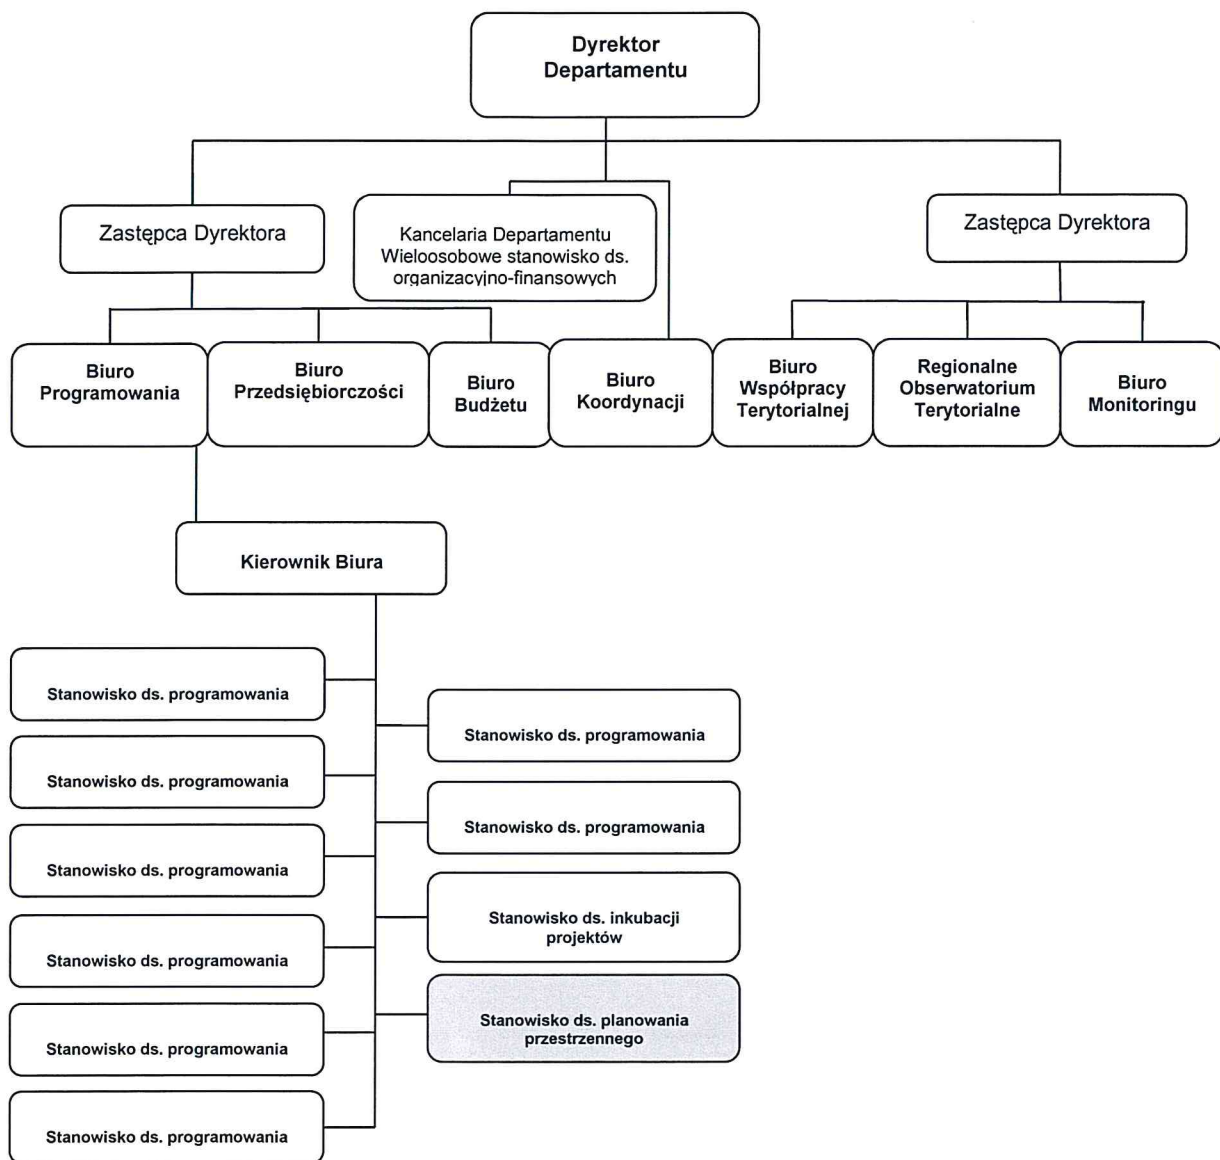 Dyrektor
Departamentu
Zastępca Dyrektora
Kancelaria Departamentu
Wieloosobowe stanowisko ds.
organizacyjno-finansowych
Zastępca Dyrektora
Biuro
Programowania
Biuro
Przedsiębiorczości
Biuro
Budżetu
Biuro
Koordynacji
Biuro
Współpracy
Terytorialnej
Regionalne
Obserwatorium
Terytorialne
Biuro
Monitoringu
Kierownik Biura
Stanowisko ds. programowania
Stanowisko ds. programowania
Stanowisko ds. programowania
Stanowisko ds. programowania
Stanowisko ds. programowania
Stanowisko ds. programowania
Stanowisko ds. programowania
Stanowisko ds. programowania
Stanowisko ds. inkubacji
projektów
Stanowisko ds. planowania
przestrzennego